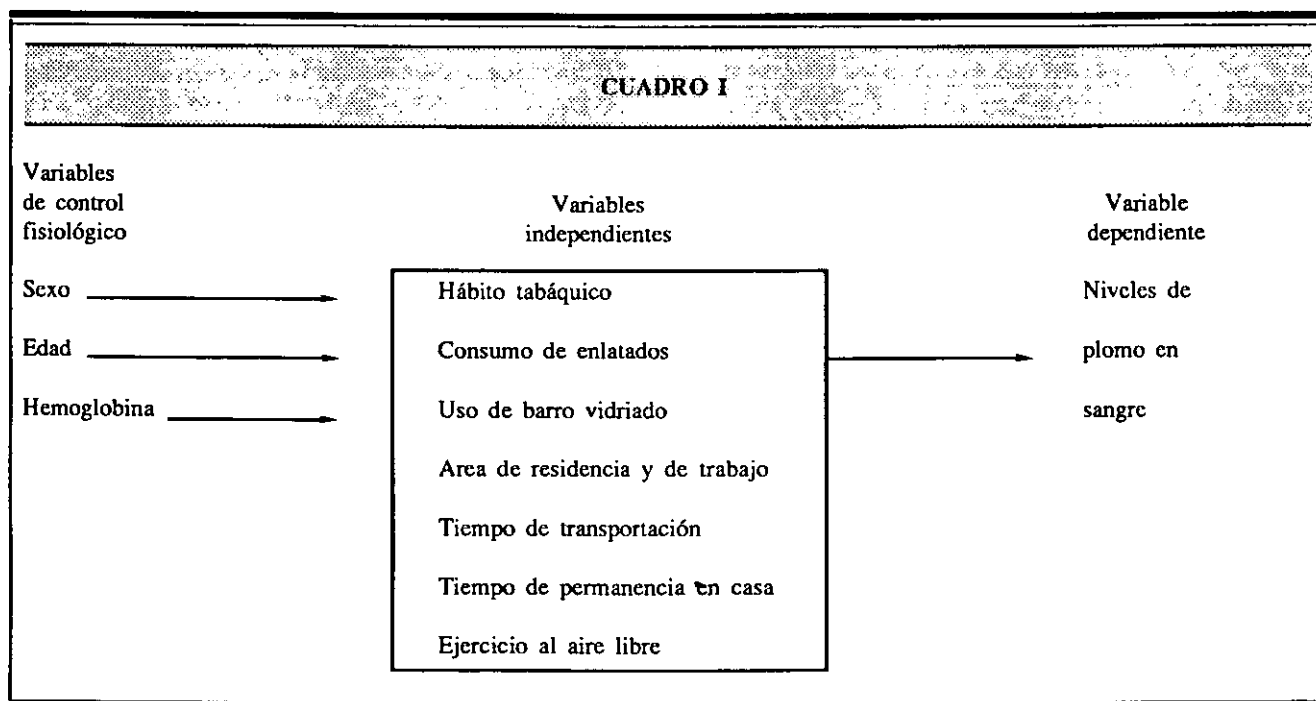 CUADRO I
Variables
de control
fisiológico
Variables
independientes
Variable
dependiente
Sexo
Edad
Hemoglobina
Hábito tabáquico
Consumo de enlatados
Uso de barro vidriado
Area de residencia y de trabajo
Tiempo de transportación
Tiempo de permanencia en casa
Ejercicio al aire libre
Niveles de
plomo en
sangre